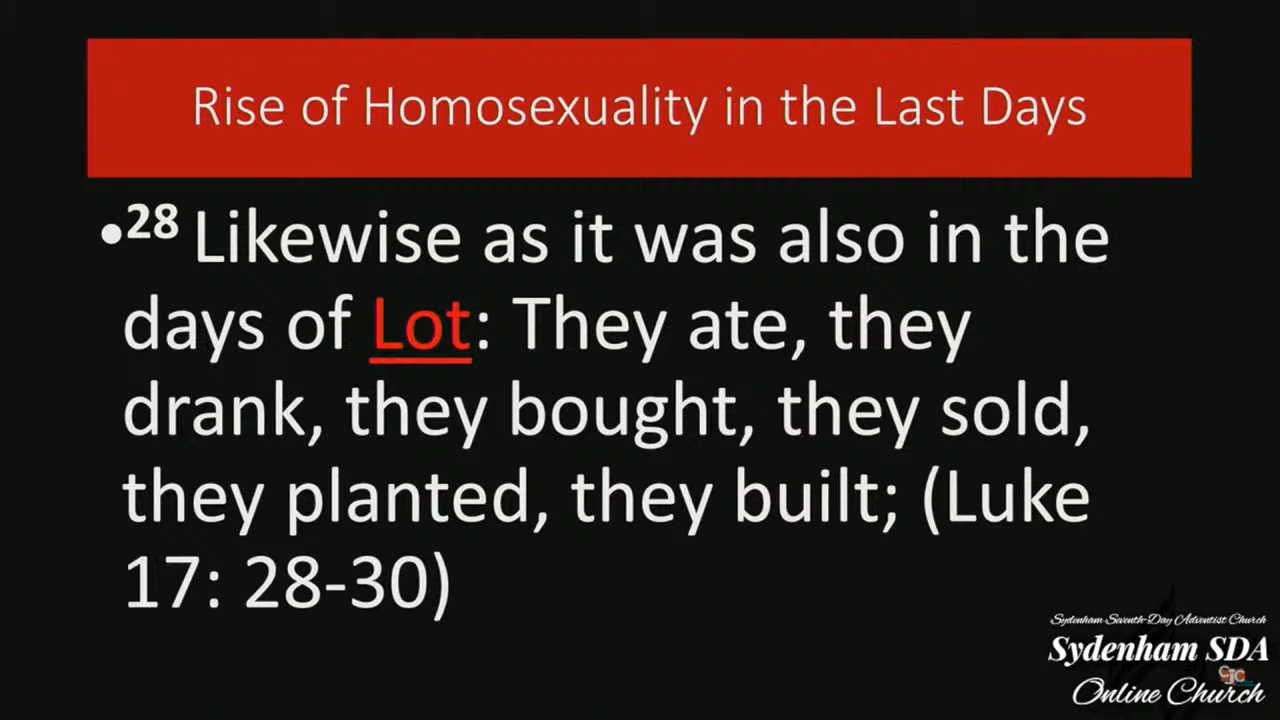 Rise of Homosexuality in the Last Days
•28 Likewise as it was also in the
days of Lot: They ate, they
drank, they bought, they sold,
they planted, they built; (Luke
17: 28-30)
Sydenham Seventh-Day Adventist Church
Sydenham SDA
Online Church